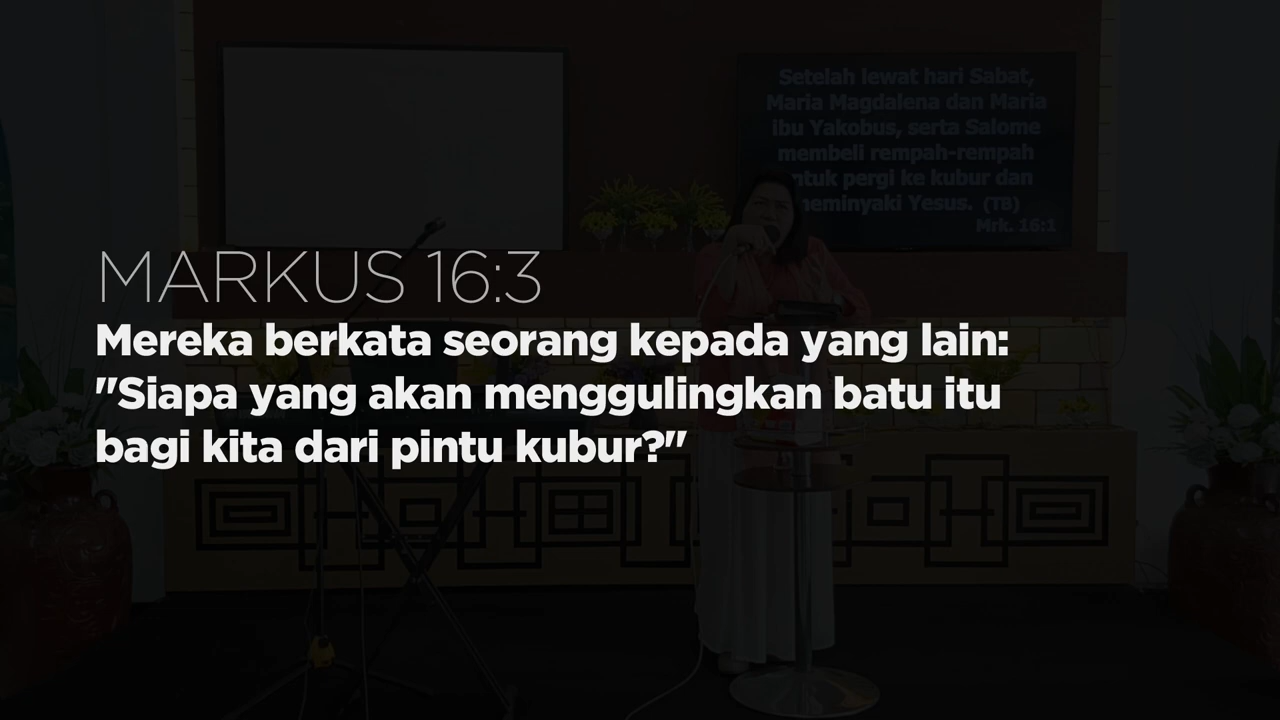 Setelah lewat hari Sabat,
Maria Magdalena dan Maria
ibu Yakobus, serta Salome
membeli rempah-rempah
ntuk pergi ke kubur dan
meminyaki Yesus. (TB)
Mrk. 16:1
MARKUS 16:3
Mereka berkata seorang kepada yang lain:
"Siapa yang akan menggulingkan batu itu
bagi kita dari pintu kubur?"